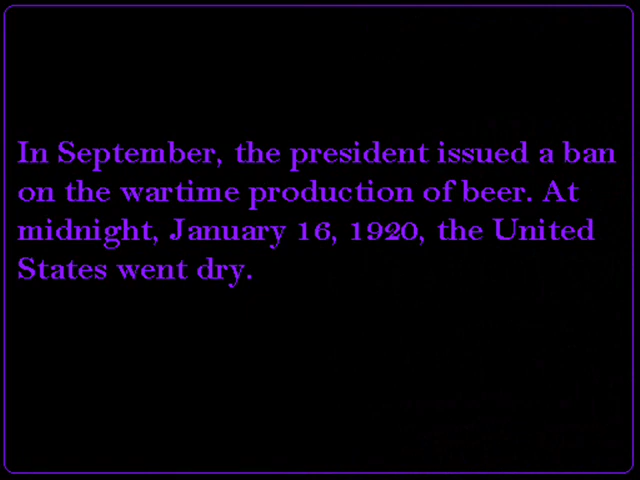 In September, the president issued a ban
on the wartime production of beer. At
midnight, January 16, 1920, the United
States went dry.